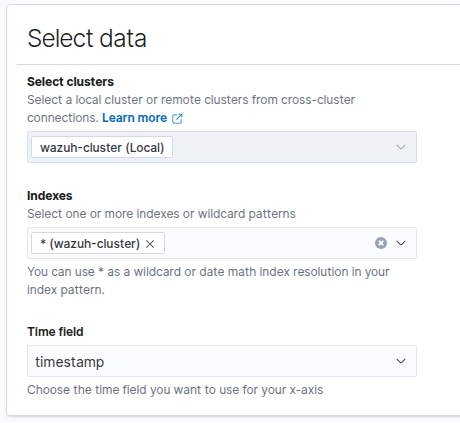 Select data
Select clusters
Select a local cluster or remote clusters from cross-cluster
connections. Learn more
wazuh-cluster (Local)
Indexes
Select one or more indexes or wildcard patterns
* (wazuh-cluster)
You can use * as a wildcard or date math index resolution in your
index pattern.
Time field
timestamp
Choose the time field you want to use for your x-axis